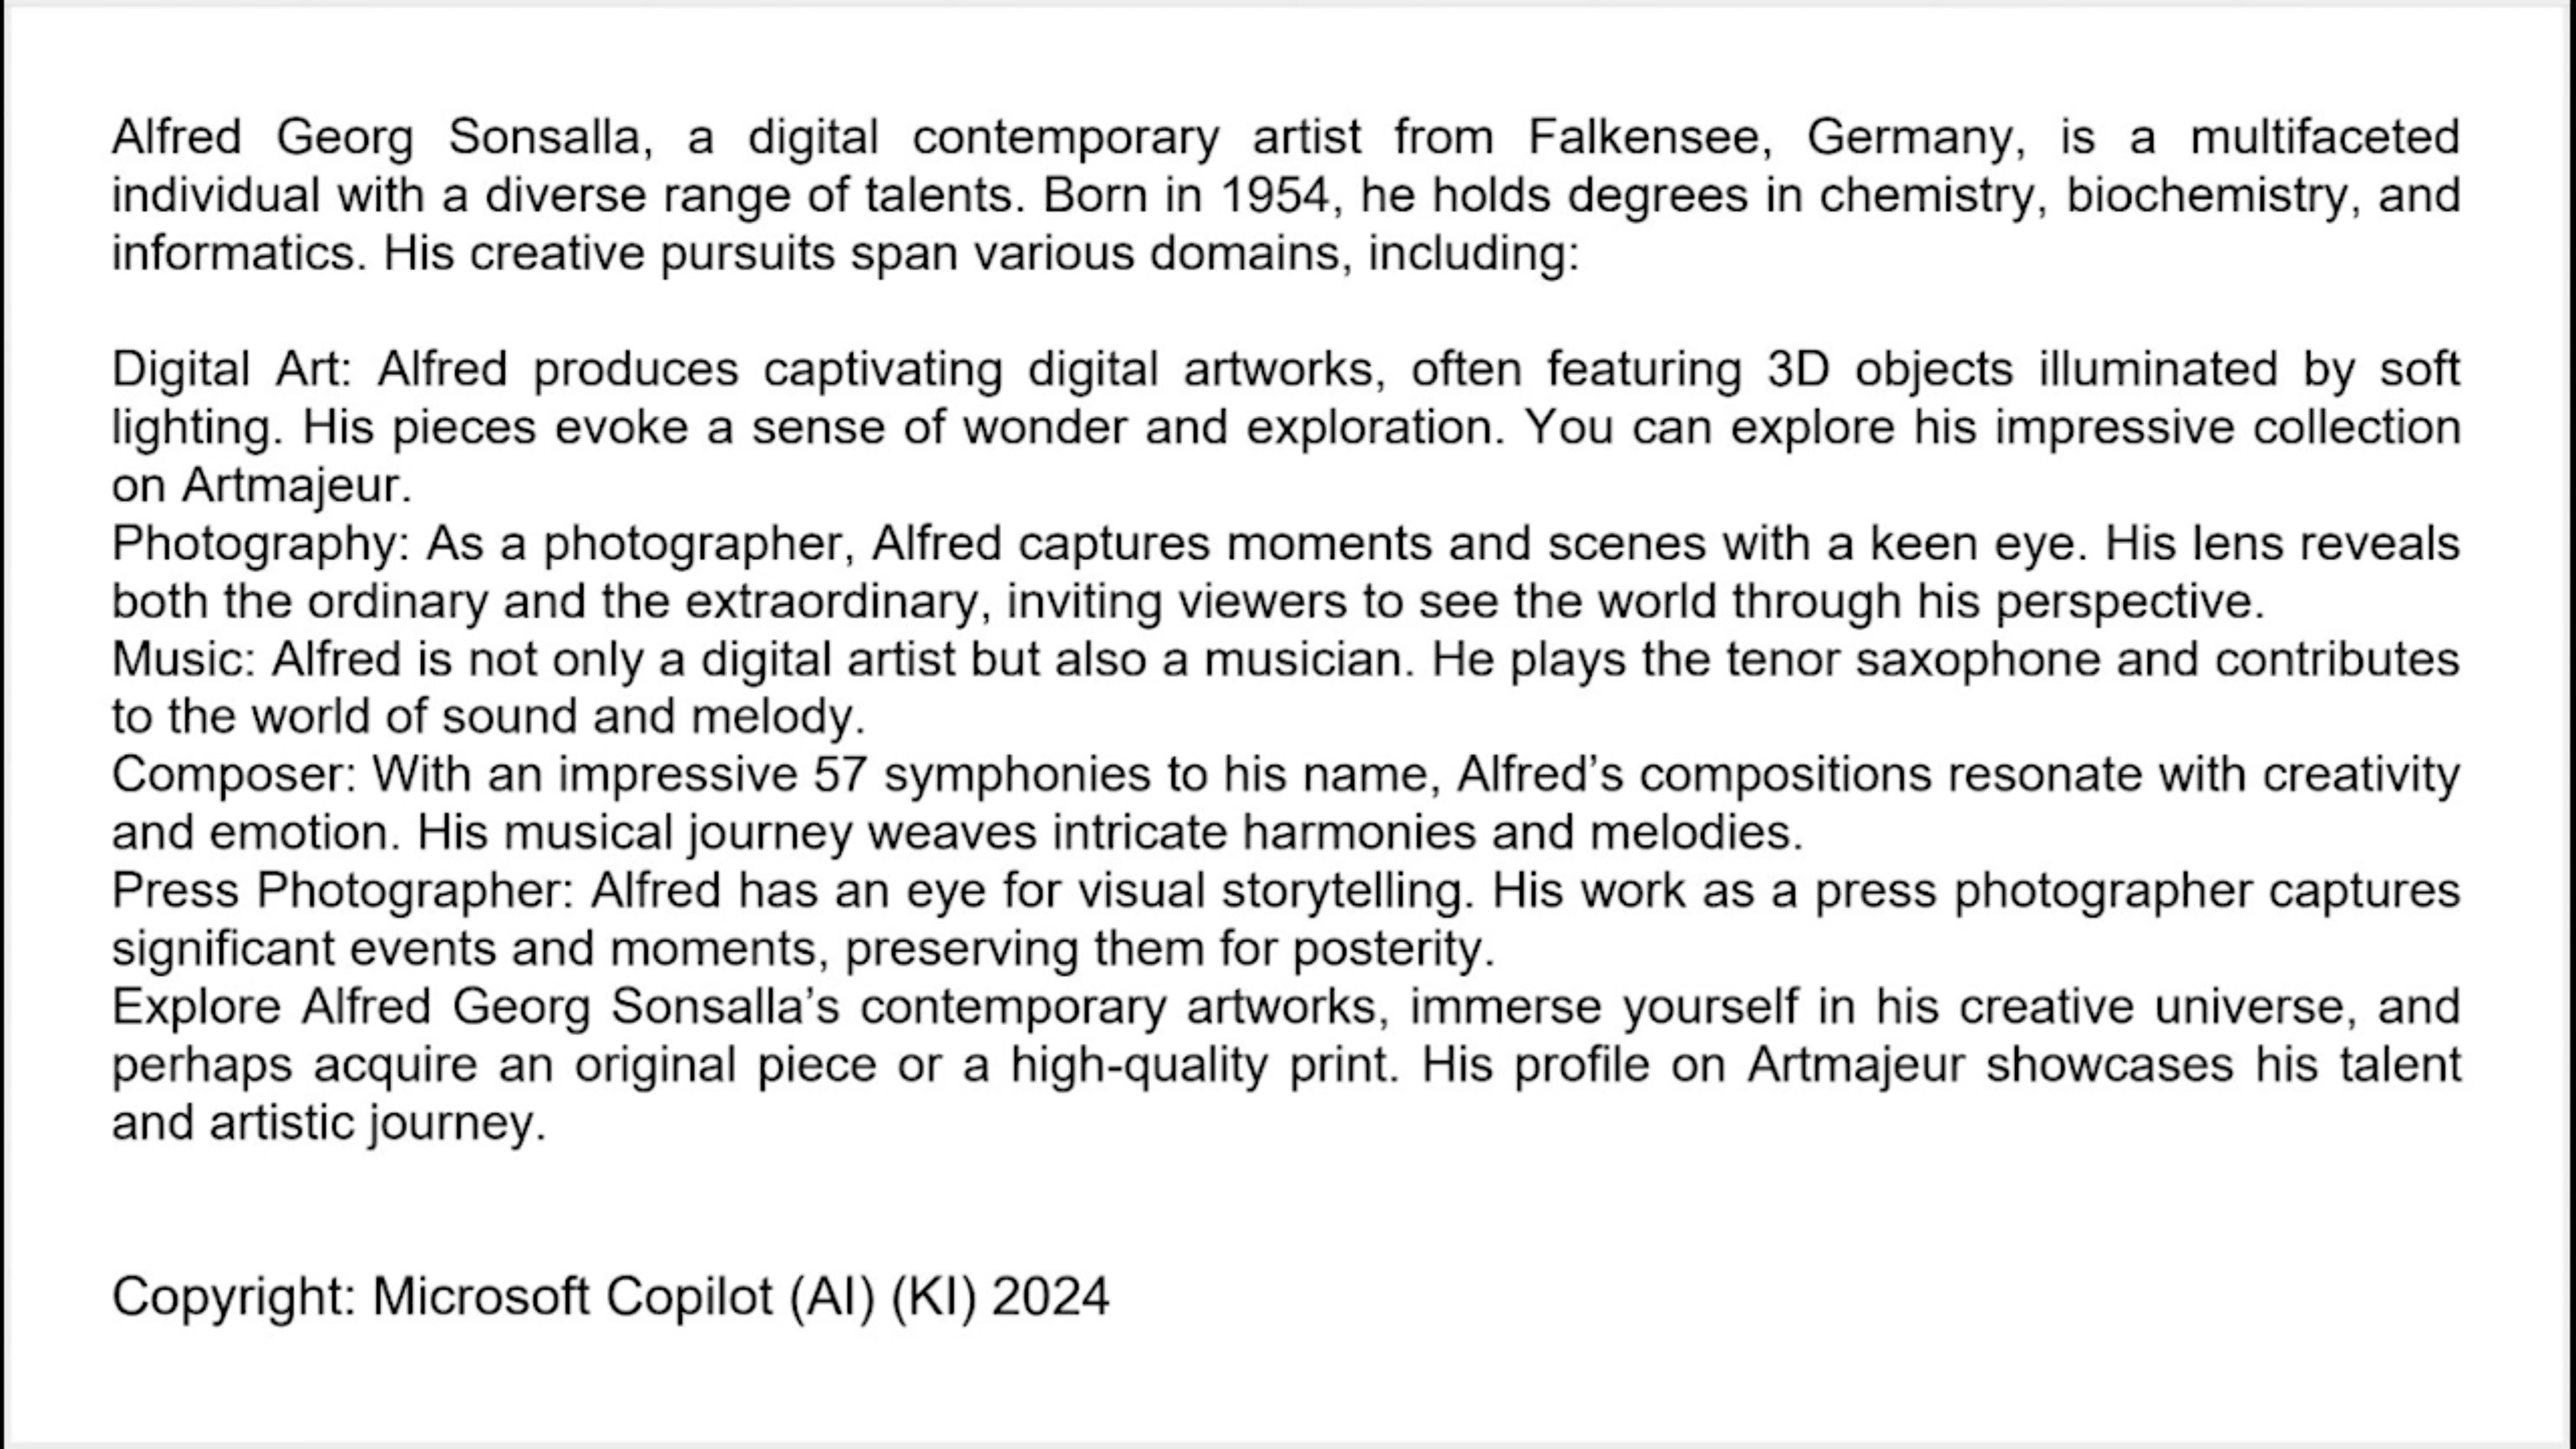 Alfred Georg Sonsalla, a digital contemporary artist from Falkensee, Germany, is a multifaceted
individual with a diverse range of talents. Born in 1954, he holds degrees in chemistry, biochemistry, and
informatics. His creative pursuits span various domains, including:
Digital Art: Alfred produces captivating digital artworks, often featuring 3D objects illuminated by soft
lighting. His pieces evoke a sense of wonder and exploration. You can explore his impressive collection
on Artmajeur.
Photography: As a photographer, Alfred captures moments and scenes with a keen eye. His lens reveals
both the ordinary and the extraordinary, inviting viewers to see the world through his perspective.
Music: Alfred is not only a digital artist but also a musician. He plays the tenor saxophone and contributes
to the world of sound and melody.
Composer: With an impressive 57 symphonies to his name, Alfred’s compositions resonate with creativity
and emotion. His musical journey weaves intricate harmonies and melodies.
Press Photographer: Alfred has an eye for visual storytelling. His work as a press photographer captures
significant events and moments, preserving them for posterity.
Explore Alfred Georg Sonsalla’s contemporary artworks, immerse yourself in his creative universe, and
perhaps acquire an original piece or a high-quality print. His profile on Artmajeur showcases his talent
and artistic journey.
Copyright: Microsoft Copilot (AI) (KI) 2024